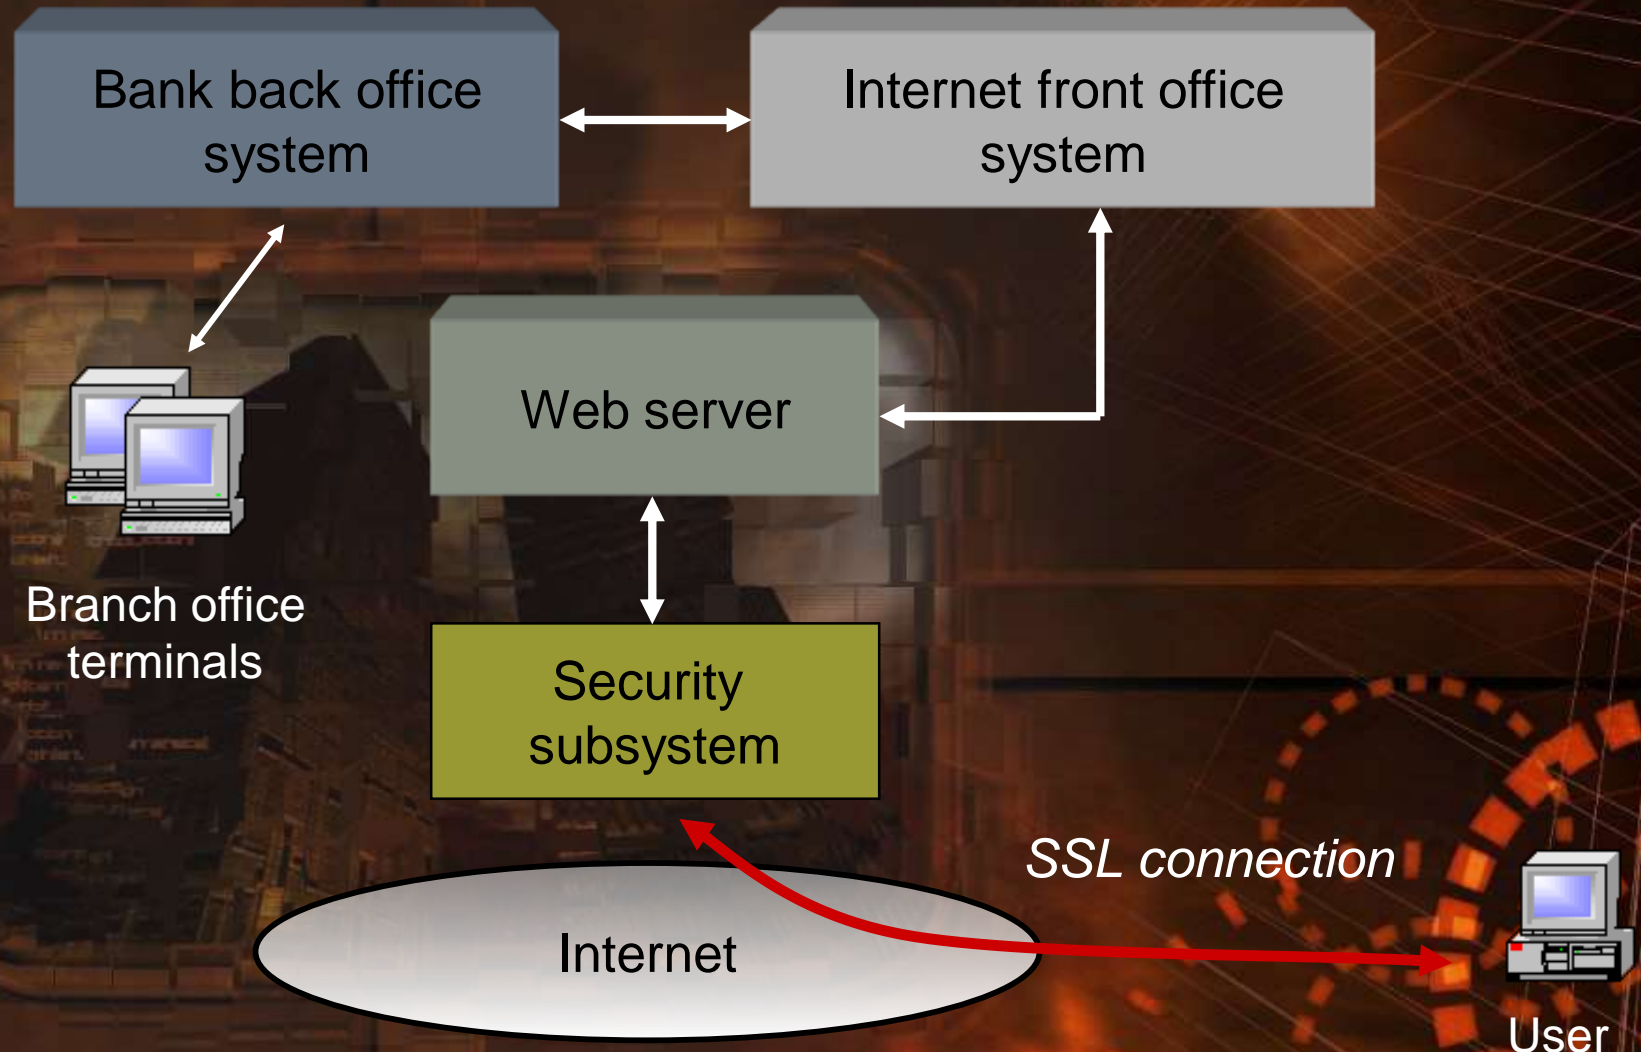 Bank back office
system
Internet front office
system
Web server
Branch office
terminals
Security
subsystem
SSL connection
Internet
User